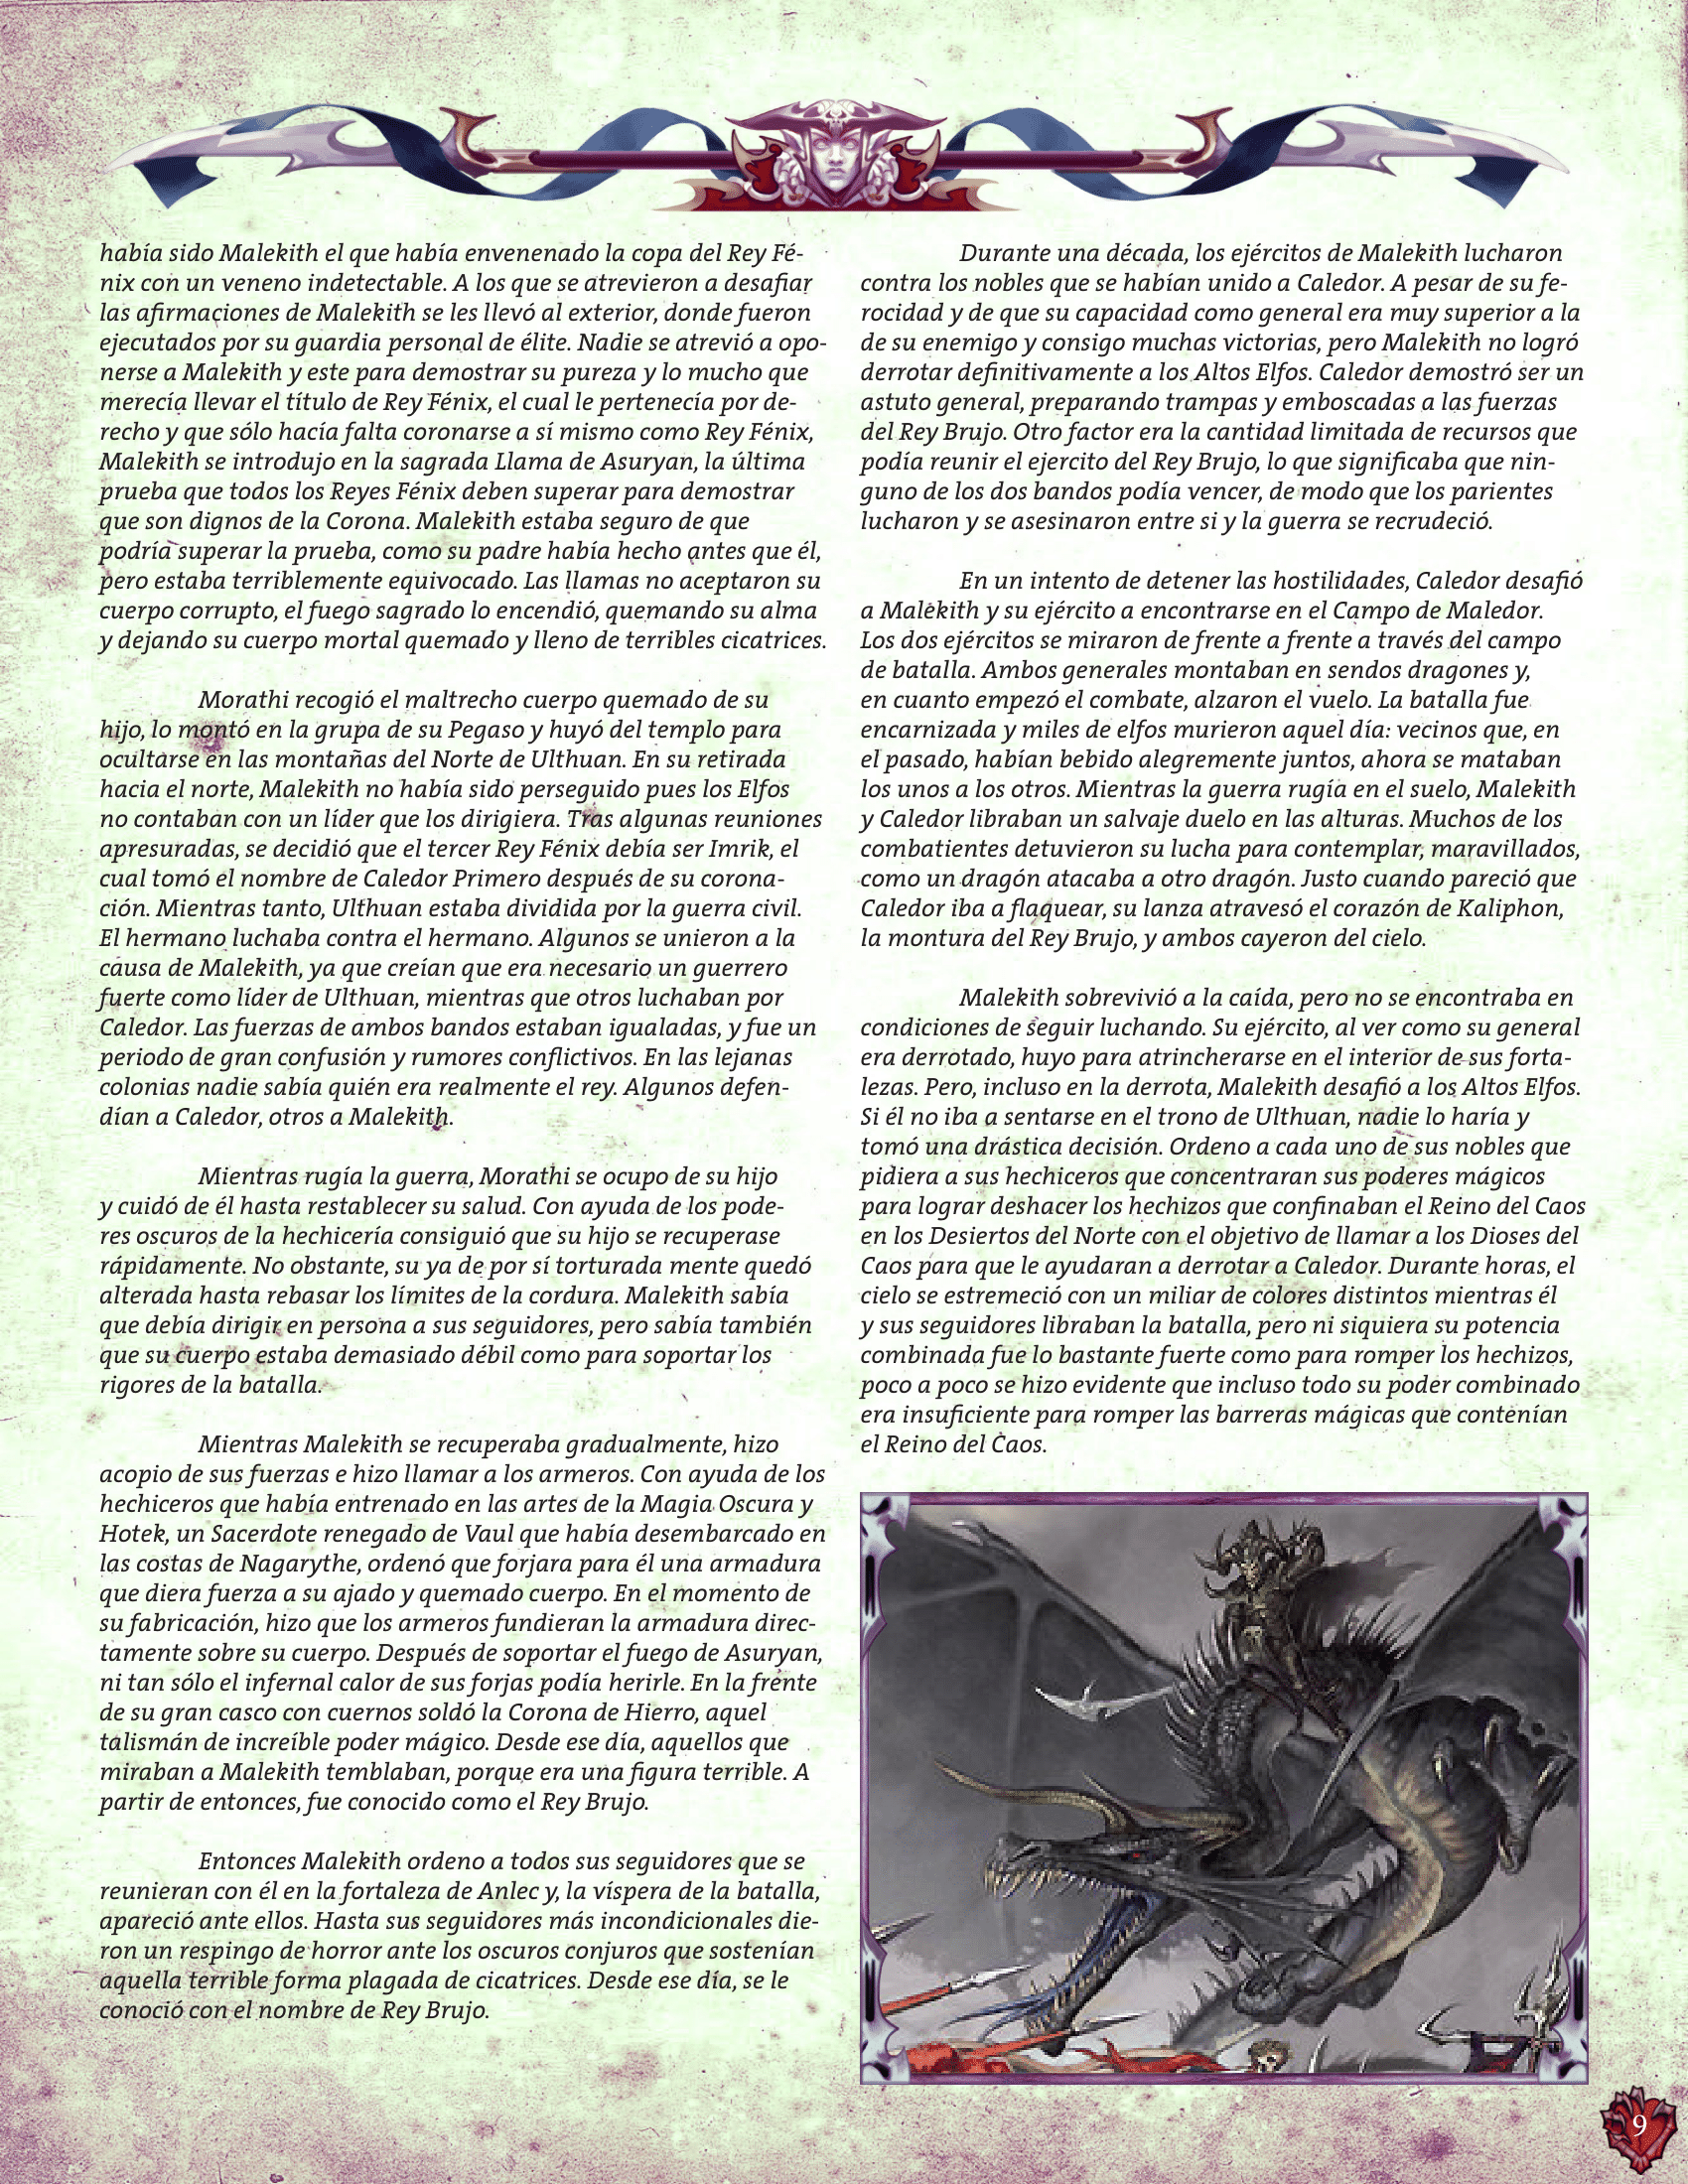 había sido Malekith el que había envenenado la copa del Rey Fé-
nix con un veneno indetectable. A los que se atrevieron a desafiar
las afirmaciones de Malekith se les llevó al exterior, donde fueron
ejecutados por su guardia personal de élite. Nadie se atrevió a opo-
nerse a Malekith y este para demostrar su pureza y lo mucho que
merecía llevar el título de Rey Fénix, el cual le pertenecía por de-
recho y que sólo hacía falta coronarse a sí mismo como Rey Fénix,
Malekith se introdujo en la sagrada Llama de Asuryan, la última
prueba que todos los Reyes Fénix deben superar para demostrar
que son dignos de la Corona. Malekith estaba seguro de que
podría superar la prueba, como su padre había hecho antes que él,
pero estaba terriblemente equivocado. Las llamas no aceptaron su
cuerpo corrupto, el fuego sagrado lo encendió, quemando su alma
y dejando su cuerpo mortal quemado y lleno de terribles cicatrices.
Morathi recogió el maltrecho cuerpo quemado de su
hijo, lo montó en la grupa de su Pegaso y huyó del templo para
ocultarse en las montañas del Norte de Ulthuan. En su retirada
hacia el norte, Malekith no había sido perseguido pues los Elfos
no contaban con un líder que los dirigiera. Tras algunas reuniones
apresuradas, se decidió que el tercer Rey Fénix debía ser Imrik, el
cual tomó el nombre de Caledor Primero después de su corona-
ción. Mientras tanto, Ulthuan estaba dividida por la guerra civil.
El hermano luchaba contra el hermano. Algunos se unieron a la
causa de Malekith, ya que creían que era necesario un guerrero
fuerte como líder de Ulthuan, mientras que otros luchaban por
Caledor. Las fuerzas de ambos bandos estaban igualadas, y fue un
periodo de gran confusión y rumores conflictivos. En las lejanas
colonias nadie sabía quién era realmente el rey. Algunos defen-
dían a Caledor, otros a Malekith.
Mientras rugía la guerra, Morathi se ocupo de su hijo
y cuidó de él hasta restablecer su salud. Con ayuda de los pode-
res oscuros de la hechicería consiguió que su hijo se recuperase
rápidamente. No obstante, su ya de por sí torturada mente quedó
alterada hasta rebasar los límites de la cordura. Malekith sabía
que debía dirigir en persona a sus seguidores, pero sabía también
que su cuerpo estaba demasiado débil como para soportar los
rigores de la batalla.
Mientras Malekith se recuperaba gradualmente, hizo
acopio de sus fuerzas e hizo llamar a los armeros. Con ayuda de los
hechiceros que había entrenado en las artes de la Magia Oscura y
Hotek, un Sacerdote renegado de Vaul que había desembarcado en
las costas de Nagarythe, ordenó que forjara para él una armadura
que diera fuerza a su ajado y quemado cuerpo. En el momento de
su fabricación, hizo que los armeros fundieran la armadura direc-
tamente sobre su cuerpo. Después de soportar el fuego de Asuryan,
ni tan sólo el infernal calor de sus forjas podía herirle. En la frente
de su gran casco con cuernos soldó la Corona de Hierro, aquel
talismán de increíble poder mágico. Desde ese día, aquellos que
miraban a Malekith temblaban, porque era una figura terrible. A
partir de entonces, fue conocido como el Rey Brujo.
Entonces Malekith ordeno a todos sus seguidores que se
reunieran con él en la fortaleza de Anlec y, la víspera de la batalla,
apareció ante ellos. Hasta sus seguidores más incondicionales die-
ron un respingo de horror ante los oscuros conjuros que sostenían
aquella terrible forma plagada de cicatrices. Desde ese día, se le
conoció con el nombre de Rey Brujo.
Durante una década, los ejércitos de Malekith lucharon
contra los nobles que se habían unido a Caledor. A pesar de su fe-
rocidad y de que su capacidad como general era muy superior a la
de su enemigo y consigo muchas victorias, pero Malekith no logró
derrotar definitivamente a los Altos Elfos. Caledor demostró ser un
astuto general, preparando trampas y emboscadas a las fuerzas
del Rey Brujo. Otro factor era la cantidad limitada de recursos que
podía reunir el ejercito del Rey Brujo, lo que significaba que nin-
guno de los dos bandos podía vencer, de modo que los parientes
lucharon y se asesinaron entre si y la guerra se recrudeció.
En un intento de detener las hostilidades, Caledor desafió
a Malekith y su ejército a encontrarse en el Campo de Maledor.
Los dos ejércitos se miraron de frente a frente a través del campo
de batalla. Ambos generales montaban en sendos dragones y,
en cuanto empezó el combate, alzaron el vuelo. La batalla fue
encarnizada y miles de elfos murieron aquel día: vecinos que, en
el pasado, habían bebido alegremente juntos, ahora se mataban
los unos a los otros. Mientras la guerra rugía en el suelo, Malekith
y Caledor libraban un salvaje duelo en las alturas. Muchos de los
combatientes detuvieron su lucha para contemplar, maravillados,
como un dragón atacaba a otro dragón. Justo cuando pareció que
Caledor iba a flaquear, su lanza atravesó el corazón de Kaliphon,
la montura del Rey Brujo, y ambos cayeron del cielo.
Malekith sobrevivió a la caída, pero no se encontraba en
condiciones de seguir luchando. Su ejército, al ver como su general
era derrotado, huyo para atrincherarse en el interior de sus forta-
lezas. Pero, incluso en la derrota, Malekith desafió a los Altos Elfos.
Si él no iba a sentarse en el trono de Ulthuan, nadie lo haría y
tomó una drástica decisión. Ordeno a cada uno de sus nobles que
pidiera a sus hechiceros que concentraran sus poderes mágicos
para lograr deshacer los hechizos que confinaban el Reino del Caos
en los Desiertos del Norte con el objetivo de llamar a los Dioses del
Caos para que le ayudaran a derrotar a Caledor. Durante horas, el
cielo se estremeció con un miliar de colores distintos mientras él
y sus seguidores libraban la batalla, pero ni siquiera su potencia
combinada fue lo bastante fuerte como para romper los hechizos,
poco a poco se hizo evidente que incluso todo su poder combinado
era insuficiente para romper las barreras mágicas que contenían
el Reino del Caos.
9